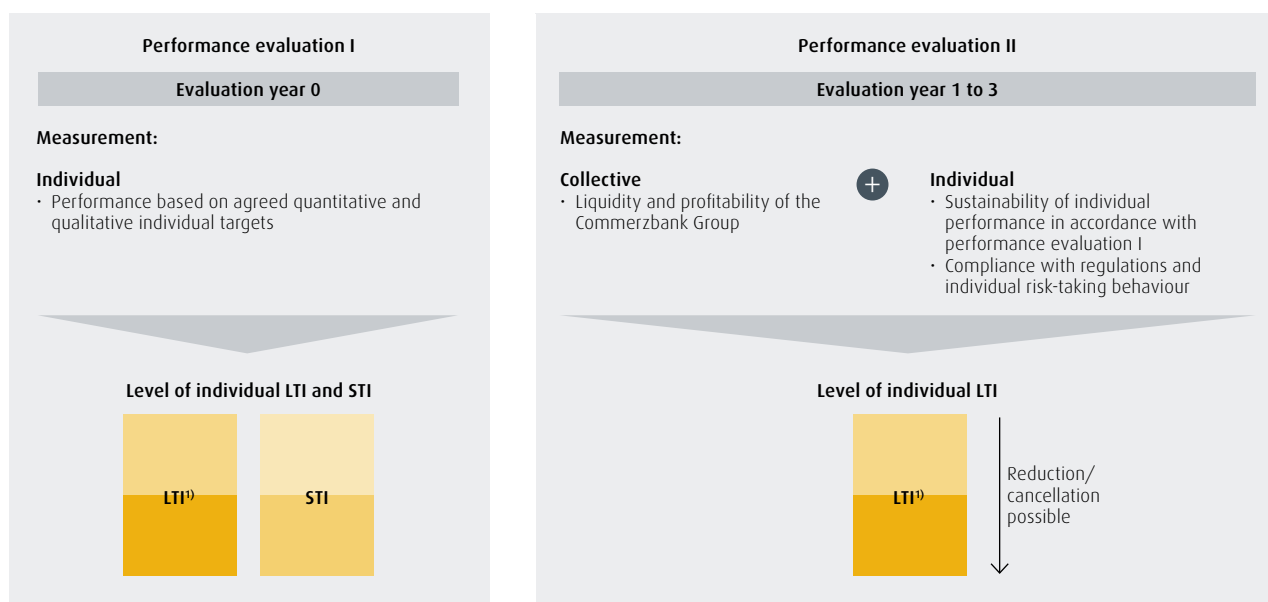 Performance evaluation I
Evaluation year 0
Measurement:
Individual
· Performance based on agreed quantitative and
qualitative individual targets
Level of individual LTI and STI
LTI¹⁾
STI
Performance evaluation II
Evaluation year 1 to 3
Measurement:
Collective
· Liquidity and profitability of the
Commerzbank Group
+
Individual
· Sustainability of individual
performance in accordance with
performance evaluation I
· Compliance with regulations and
individual risk-taking behaviour
Level of individual LTI
LTI¹⁾
Reduction/
cancellation
possible